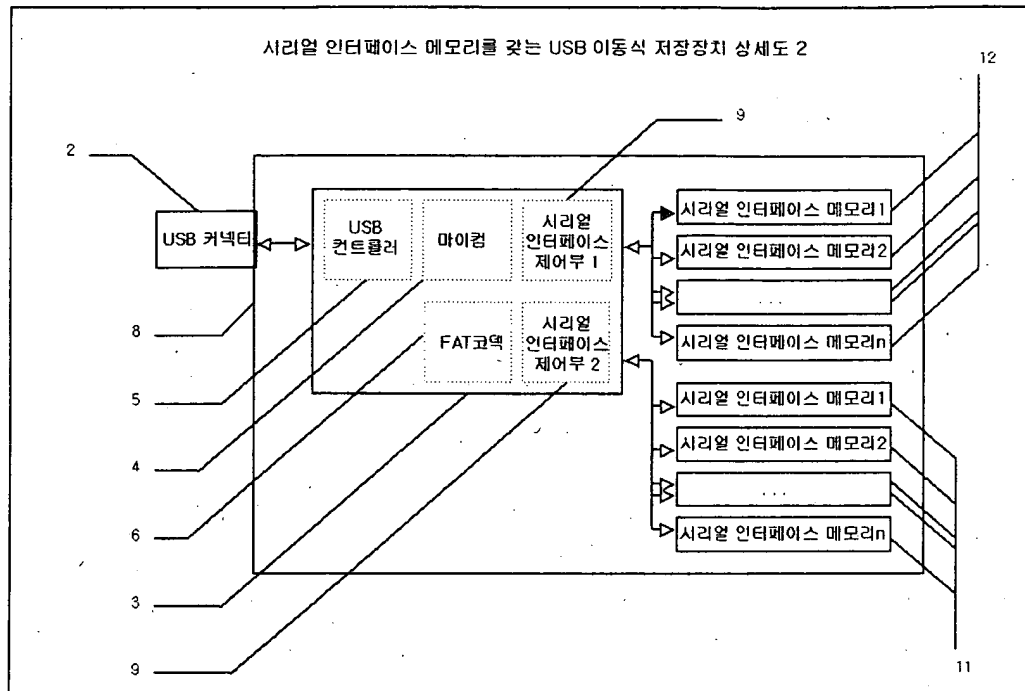 시리얼 인터페이스 메모리를 갖는 USB 이동식 저장장치 상세도 2
12
9
2
USB 커넥터
USB
컨트롤러
마이컴
시리얼
인터페이스
제어부 1
시리얼 인터페이스 메모리1
시리얼 인터페이스 메모리2
...
시리얼 인터페이스 메모리n
8
FAT코덱
시리얼
인터페이스
제어부 2
5
시리얼 인터페이스 메모리1
4
시리얼 인터페이스 메모리2
...
6
시리얼 인터페이스 메모리n
3
9
11